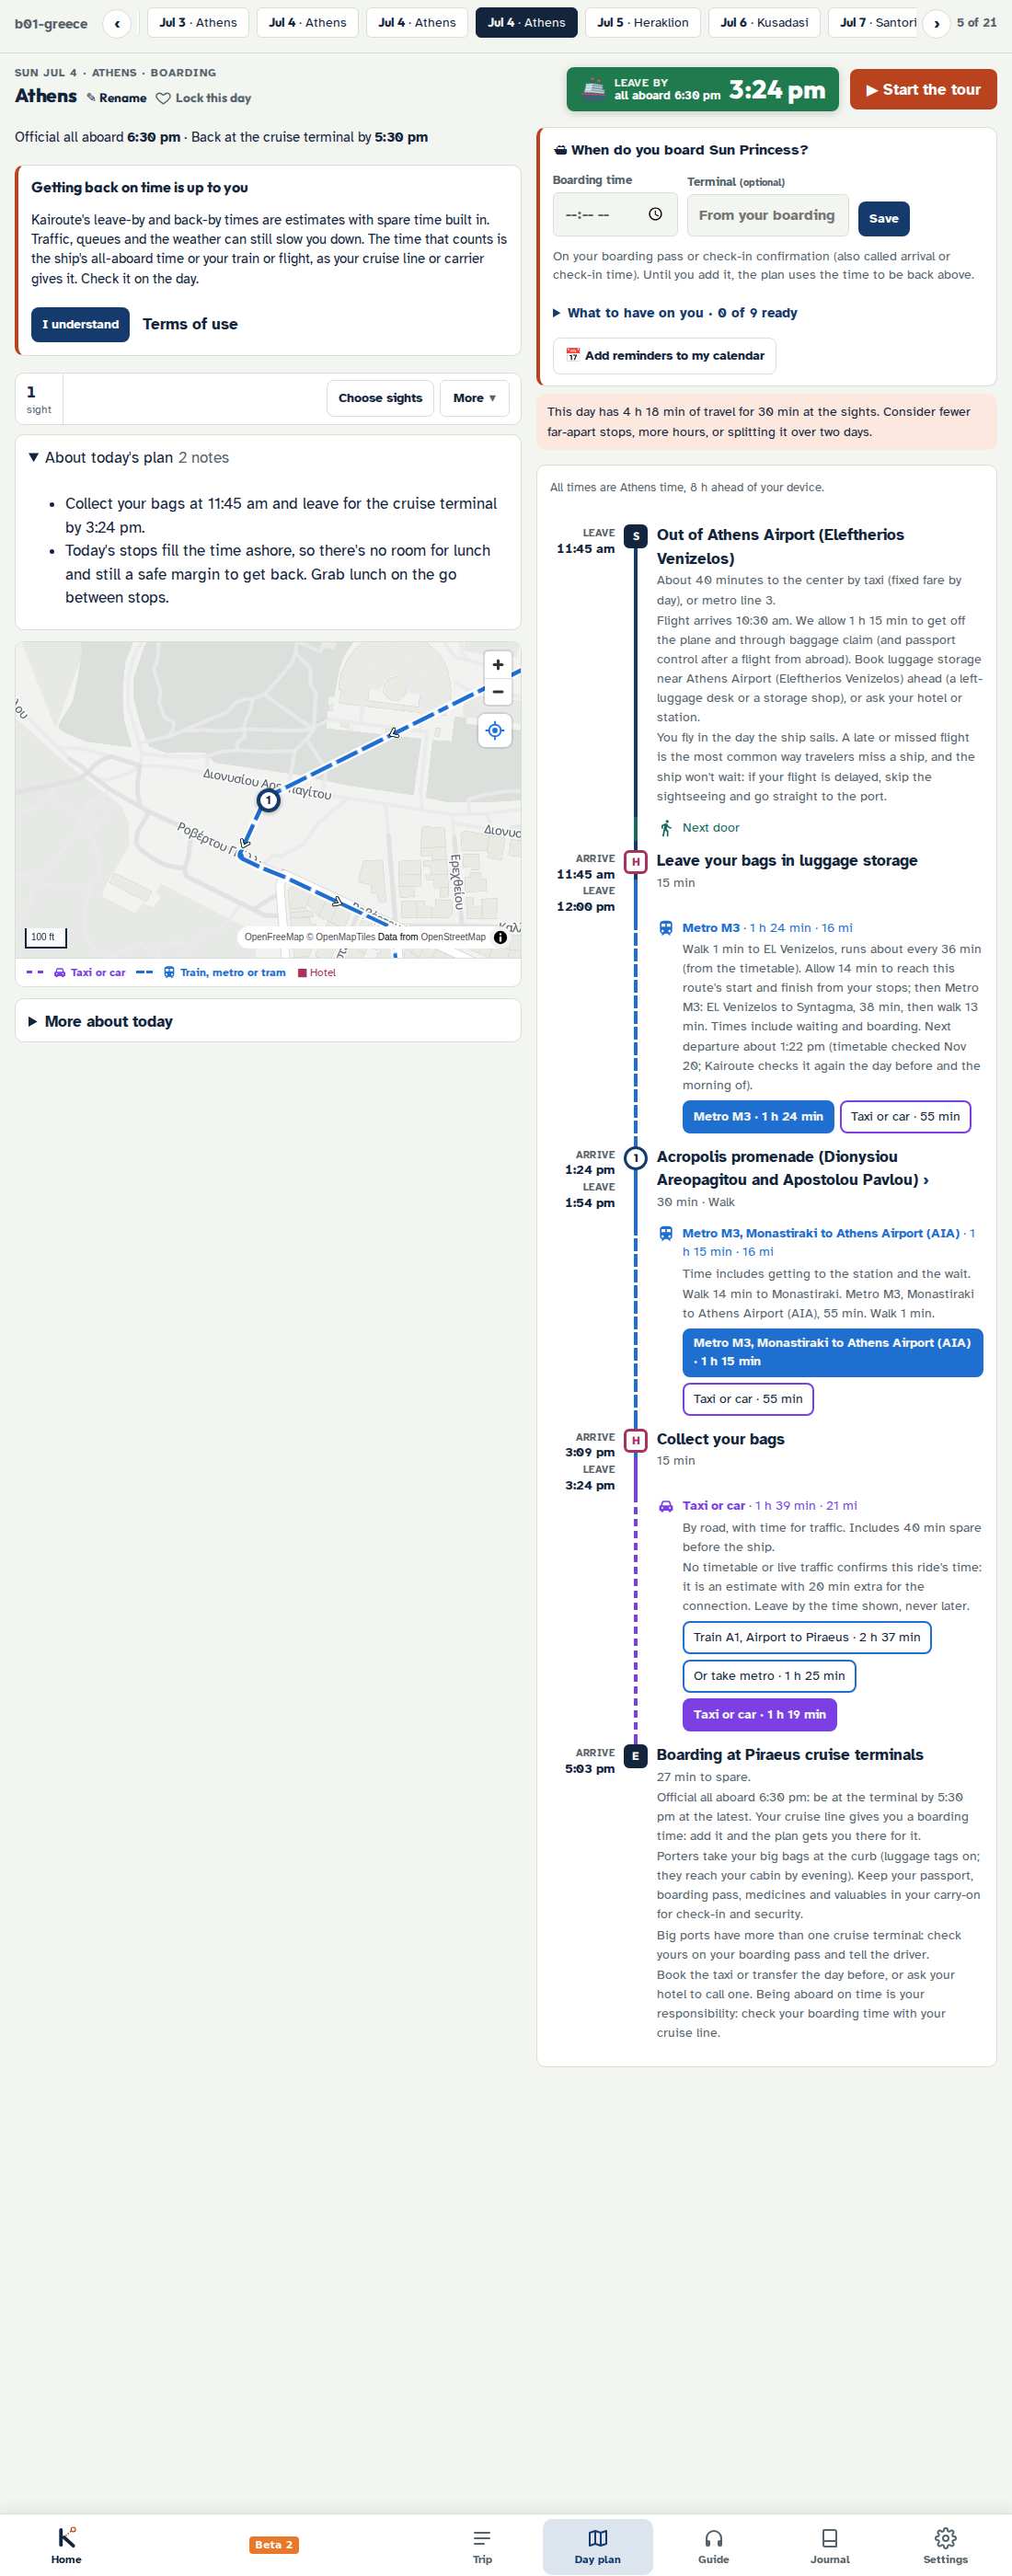 b01-greece
‹
Jul 3 · Athens
Jul 4 · Athens
Jul 4 · Athens
Jul 4 · Athens
Jul 5 · Heraklion
Jul 6 · Kusadasi
Jul 7 · Santori
›
5 of 21
SUN JUL 4 · ATHENS · BOARDING
Athens ✎ Rename Lock this day
LEAVE BY
all aboard 6:30 pm 3:24 pm
▶ Start the tour
Official all aboard 6:30 pm · Back at the cruise terminal by 5:30 pm
Getting back on time is up to you
Kairoute's leave-by and back-by times are estimates with spare time built in.
Traffic, queues and the weather can still slow you down. The time that counts is
the ship's all-aboard time or your train or flight, as your cruise line or carrier
gives it. Check it on the day.
I understand Terms of use
1
sight
Choose sights
More ▼
▼ About today's plan 2 notes
• Collect your bags at 11:45 am and leave for the cruise terminal
by 3:24 pm.
• Today's stops fill the time ashore, so there's no room for lunch
and still a safe margin to get back. Grab lunch on the go
between stops.
Διονυσίου
1
Ερεχθείου
+
−
100 ft
OpenFreeMap © OpenMapTiles Data from OpenStreetMap
Taxi or car Train, metro or tram Hotel
▶ More about today
When do you board Sun Princess?
Boarding time
Terminal (optional)
--:-- --
From your boarding
Save
On your boarding pass or check-in confirmation (also called arrival or
check-in time). Until you add it, the plan uses the time to be back above.
▶ What to have on you · 0 of 9 ready
Add reminders to my calendar
This day has 4 h 18 min of travel for 30 min at the sights. Consider fewer
far-apart stops, more hours, or splitting it over two days.
All times are Athens time, 8 h ahead of your device.
LEAVE
11:45 am
S
Out of Athens Airport (Eleftherios
Venizelos)
About 40 minutes to the center by taxi (fixed fare by
day), or metro line 3.
Flight arrives 10:30 am. We allow 1 h 15 min to get off
the plane and through baggage claim (and passport
control after a flight from abroad). Book luggage storage
near Athens Airport (Eleftherios Venizelos) ahead (a left-
luggage desk or a storage shop), or ask your hotel or
station.
You fly in the day the ship sails. A late or missed flight
is the most common way travelers miss a ship, and the
ship won't wait: if your flight is delayed, skip the
sightseeing and go straight to the port.
Next door
ARRIVE
11:45 am
LEAVE
12:00 pm
H
Leave your bags in luggage storage
15 min
Metro M3 · 1 h 24 min · 16 mi
Walk 1 min to EL Venizelos, runs about every 36 min
(from the timetable). Allow 14 min to reach this
route's start and finish from your stops; then Metro
M3: EL Venizelos to Syntagma, 38 min, then walk 13
min. Times include waiting and boarding. Next
departure about 1:22 pm (timetable checked Nov
20; Kairoute checks it again the day before and the
morning of).
Metro M3 · 1 h 24 min
Taxi or car · 55 min
ARRIVE
1:24 pm
LEAVE
1:54 pm
1
Acropolis promenade (Dionysiou
Areopagitou and Apostolou Pavlou) ›
30 min · Walk
Metro M3, Monastiraki to Athens Airport (AIA) · 1
h 15 min · 16 mi
Time includes getting to the station and the wait.
Walk 14 min to Monastiraki. Metro M3, Monastiraki
to Athens Airport (AIA), 55 min. Walk 1 min.
Metro M3, Monastiraki to Athens Airport (AIA)
· 1 h 15 min
Taxi or car · 55 min
ARRIVE
3:09 pm
LEAVE
3:24 pm
H
Collect your bags
15 min
Taxi or car · 1 h 39 min · 21 mi
By road, with time for traffic. Includes 40 min spare
before the ship.
No timetable or live traffic confirms this ride's time:
it is an estimate with 20 min extra for the
connection. Leave by the time shown, never later.
Train A1, Airport to Piraeus · 2 h 37 min
Or take metro · 1 h 25 min
Taxi or car · 1 h 19 min
ARRIVE
5:03 pm
E
Boarding at Piraeus cruise terminals
27 min to spare.
Official all aboard 6:30 pm: be at the terminal by 5:30
pm at the latest. Your cruise line gives you a boarding
time: add it and the plan gets you there for it.
Porters take your big bags at the curb (luggage tags on;
they reach your cabin by evening). Keep your passport,
boarding pass, medicines and valuables in your carry-on
for check-in and security.
Big ports have more than one cruise terminal: check
yours on your boarding pass and tell the driver.
Book the taxi or transfer the day before, or ask your
hotel to call one. Being aboard on time is your
responsibility: check your boarding time with your
cruise line.
Home
Beta 2
Trip
Day plan
Guide
Journal
Settings